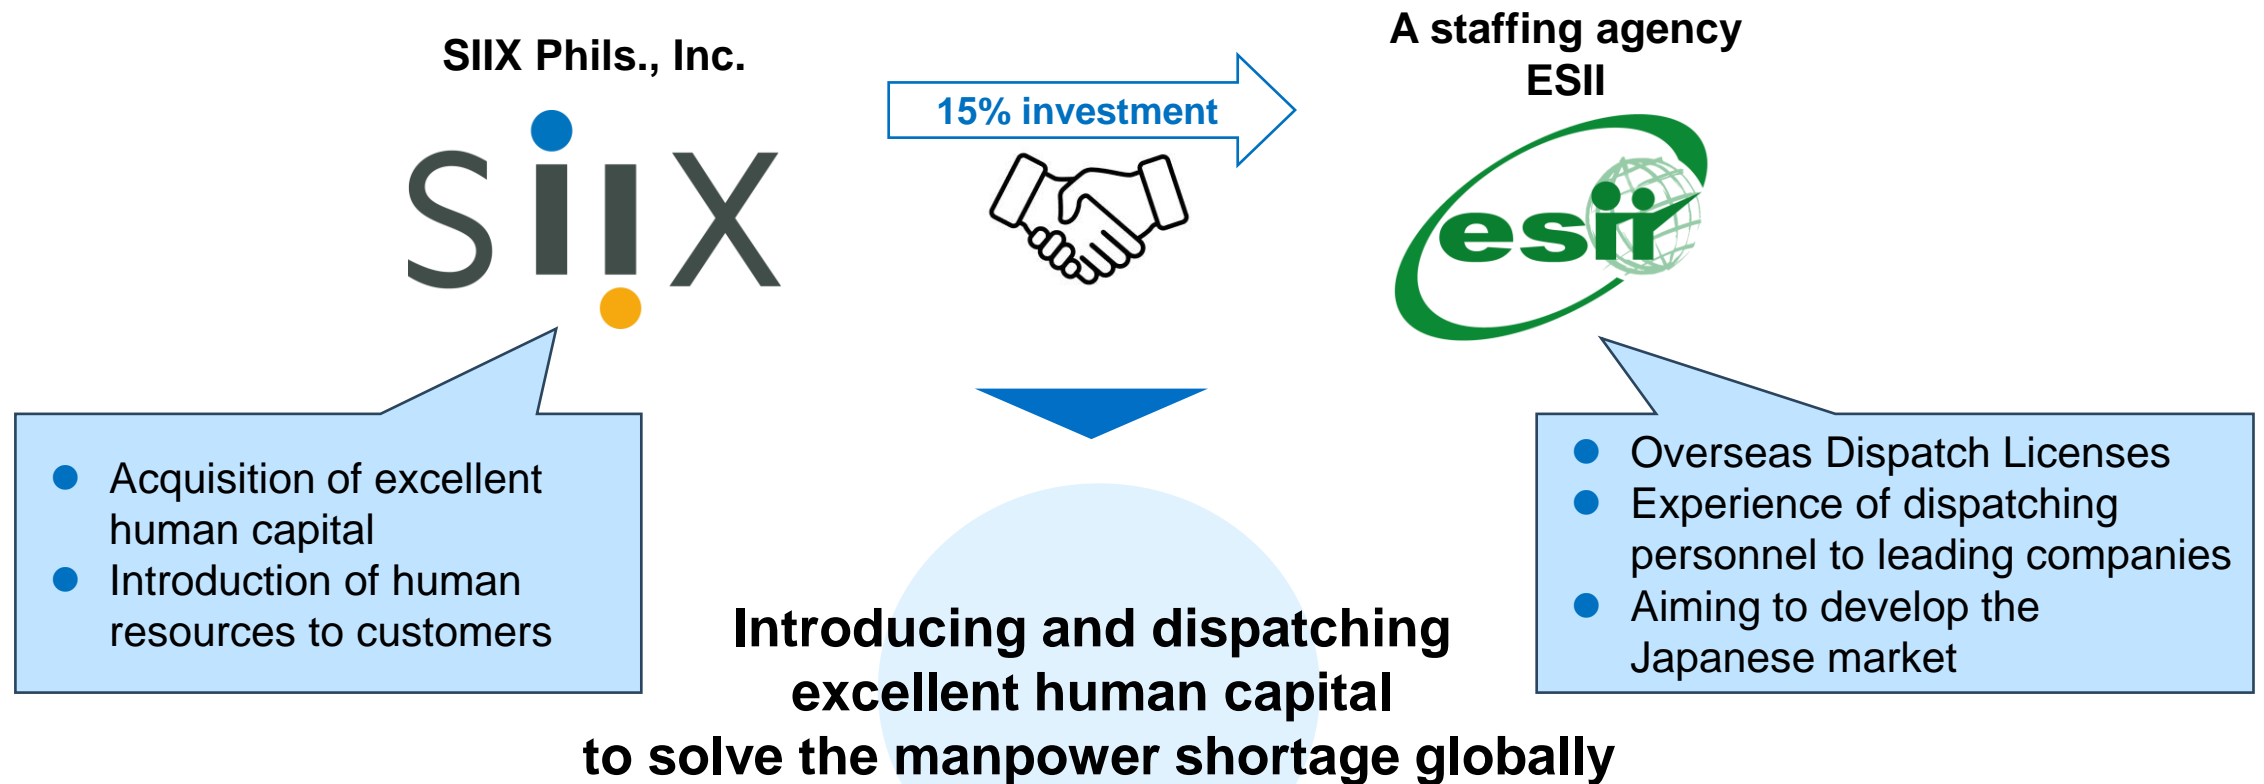 SIIX Phils., Inc.
SiiX
15% investment
A staffing agency
ESII
esii
● Acquisition of excellent
human capital
● Introduction of human
resources to customers
● Overseas Dispatch Licenses
● Experience of dispatching
personnel to leading companies
● Aiming to develop the
Japanese market
Introducing and dispatching
excellent human capital
to solve the manpower shortage globally